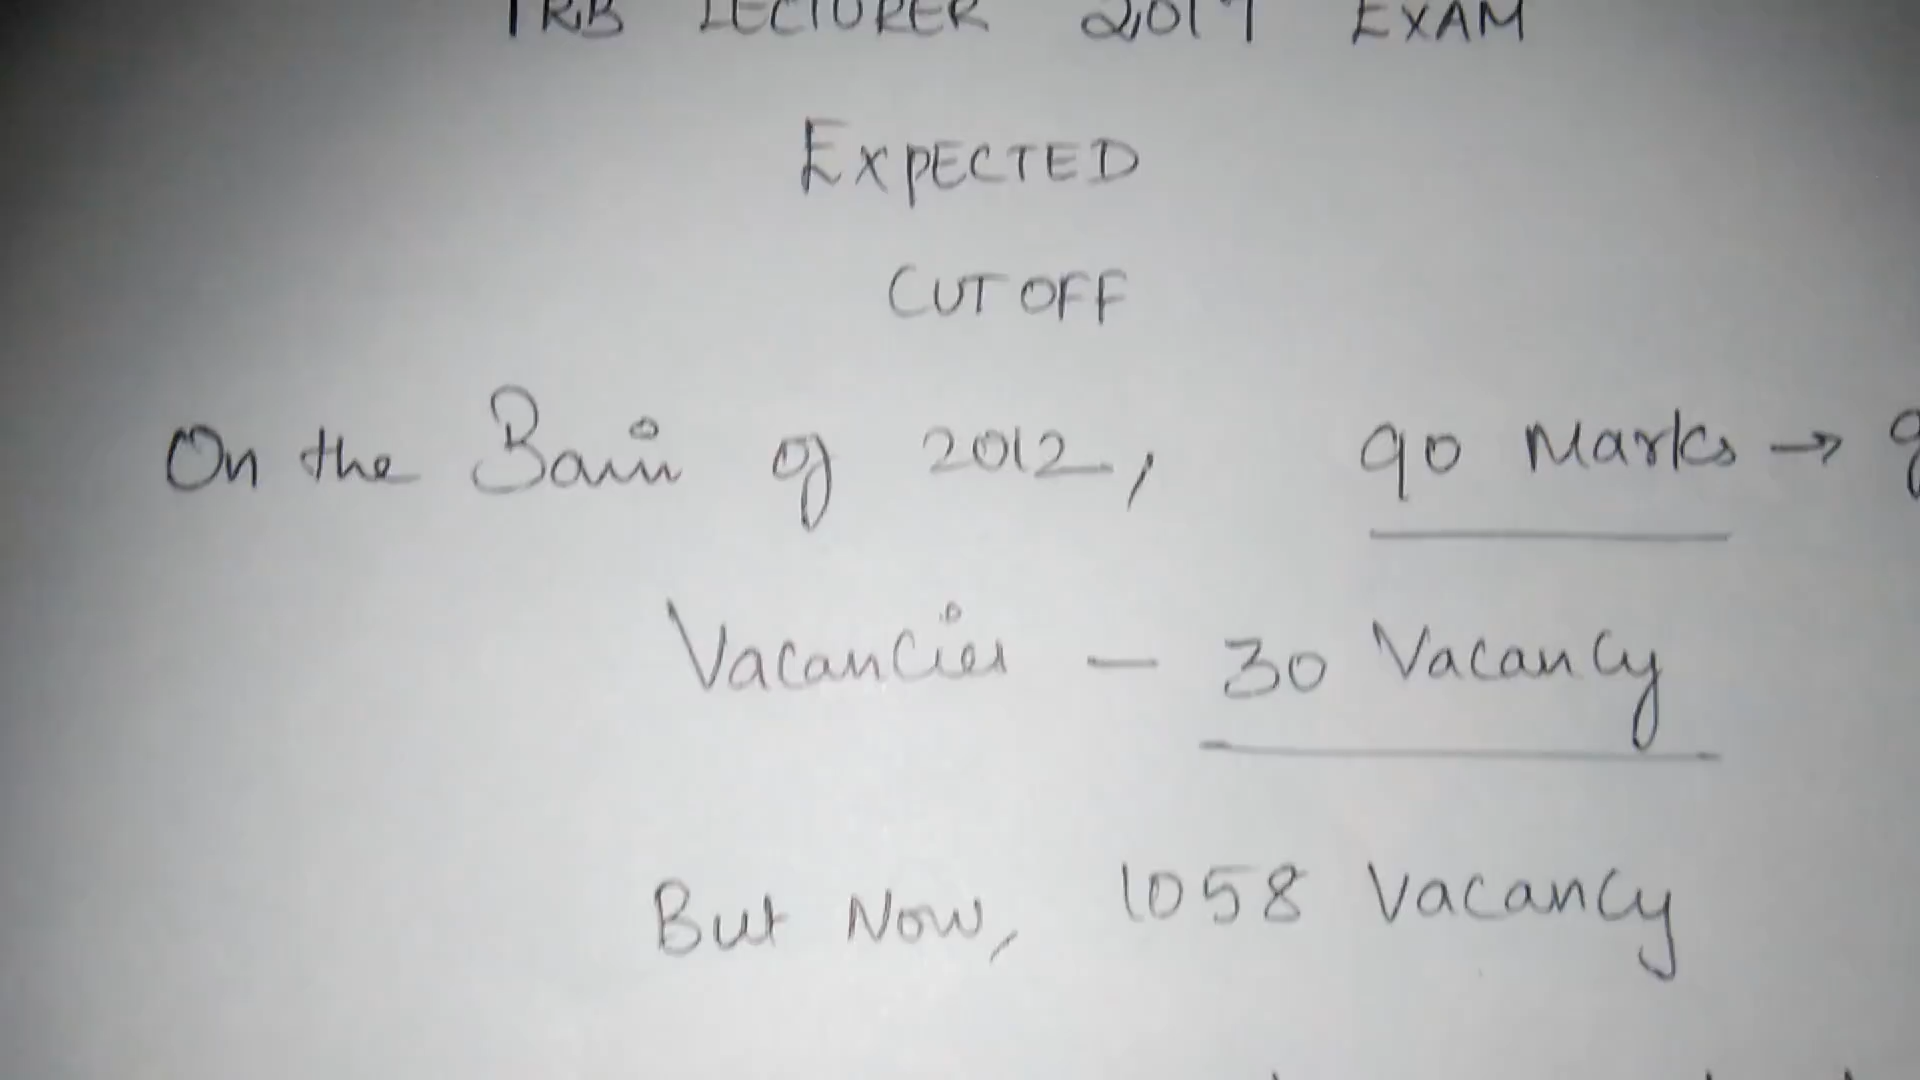 TRB LECTURER 2017 EXAM
EXPECTED
CUT OFF
On the Basis of 2012, 90 Marks →
Vacancies - 30 Vacancy
But Now, 1058 Vacancy